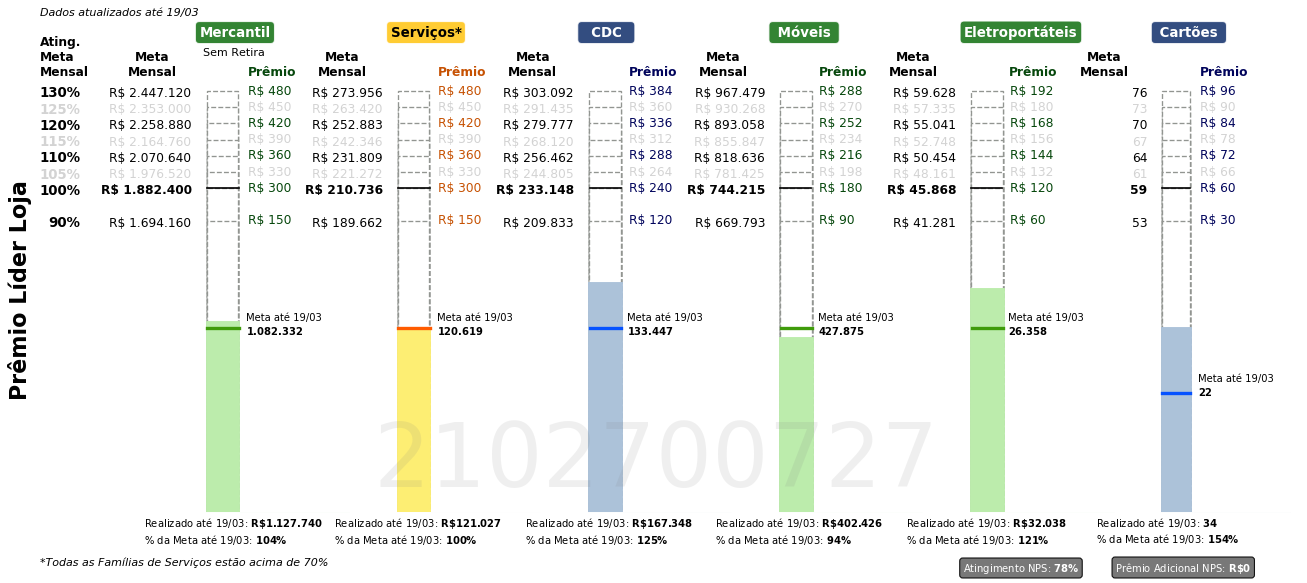 Dados atualizados até 19/03
Mercantil Serviços* CDC Móveis Eletroportáteis Cartões
Sem Retira
Ating. Meta Mensal Meta Mensal Prêmio Meta Mensal Prêmio Meta Mensal Prêmio Meta Mensal Prêmio Meta Mensal Prêmio Meta Mensal Prêmio
130% R$ 2.447.120 R$ 480 R$ 273.956 R$ 480 R$ 303.092 R$ 384 R$ 967.479 R$ 288 R$ 59.628 R$ 192 76 R$ 96
125% R$ 2.353.000 R$ 450 R$ 263.420 R$ 450 R$ 291.435 R$ 360 R$ 930.268 R$ 270 R$ 57.335 R$ 180 73 R$ 90
120% R$ 2.258.880 R$ 420 R$ 252.883 R$ 420 R$ 279.777 R$ 336 R$ 893.058 R$ 252 R$ 55.041 R$ 168 70 R$ 84
115% R$ 2.164.760 R$ 390 R$ 242.346 R$ 390 R$ 268.120 R$ 312 R$ 855.847 R$ 234 R$ 52.748 R$ 156 67 R$ 78
110% R$ 2.070.640 R$ 360 R$ 231.809 R$ 360 R$ 256.462 R$ 288 R$ 818.636 R$ 216 R$ 50.454 R$ 144 64 R$ 72
105% R$ 1.976.520 R$ 330 R$ 221.272 R$ 330 R$ 244.805 R$ 264 R$ 781.425 R$ 198 R$ 48.161 R$ 132 61 R$ 66
100% R$ 1.882.400 R$ 300 R$ 210.736 R$ 300 R$ 233.148 R$ 240 R$ 744.215 R$ 180 R$ 45.868 R$ 120 59 R$ 60
90% R$ 1.694.160 R$ 150 R$ 189.662 R$ 150 R$ 209.833 R$ 120 R$ 669.793 R$ 90 R$ 41.281 R$ 60 53 R$ 30
Prêmio Líder Loja
Meta até 19/03 Meta até 19/03 Meta até 19/03 Meta até 19/03 Meta até 19/03
1.082.332 120.619 133.447 427.875 26.358
Meta até 19/03
22
2102700727
Realizado até 19/03: R$1.127.740 Realizado até 19/03: R$121.027 Realizado até 19/03: R$167.348 Realizado até 19/03: R$402.426 Realizado até 19/03: R$32.038 Realizado até 19/03: 34
% da Meta até 19/03: 104% % da Meta até 19/03: 100% % da Meta até 19/03: 125% % da Meta até 19/03: 94% % da Meta até 19/03: 121% % da Meta até 19/03: 154%
*Todas as Famílias de Serviços estão acima de 70%
Atingimento NPS: 78% Prêmio Adicional NPS: R$0